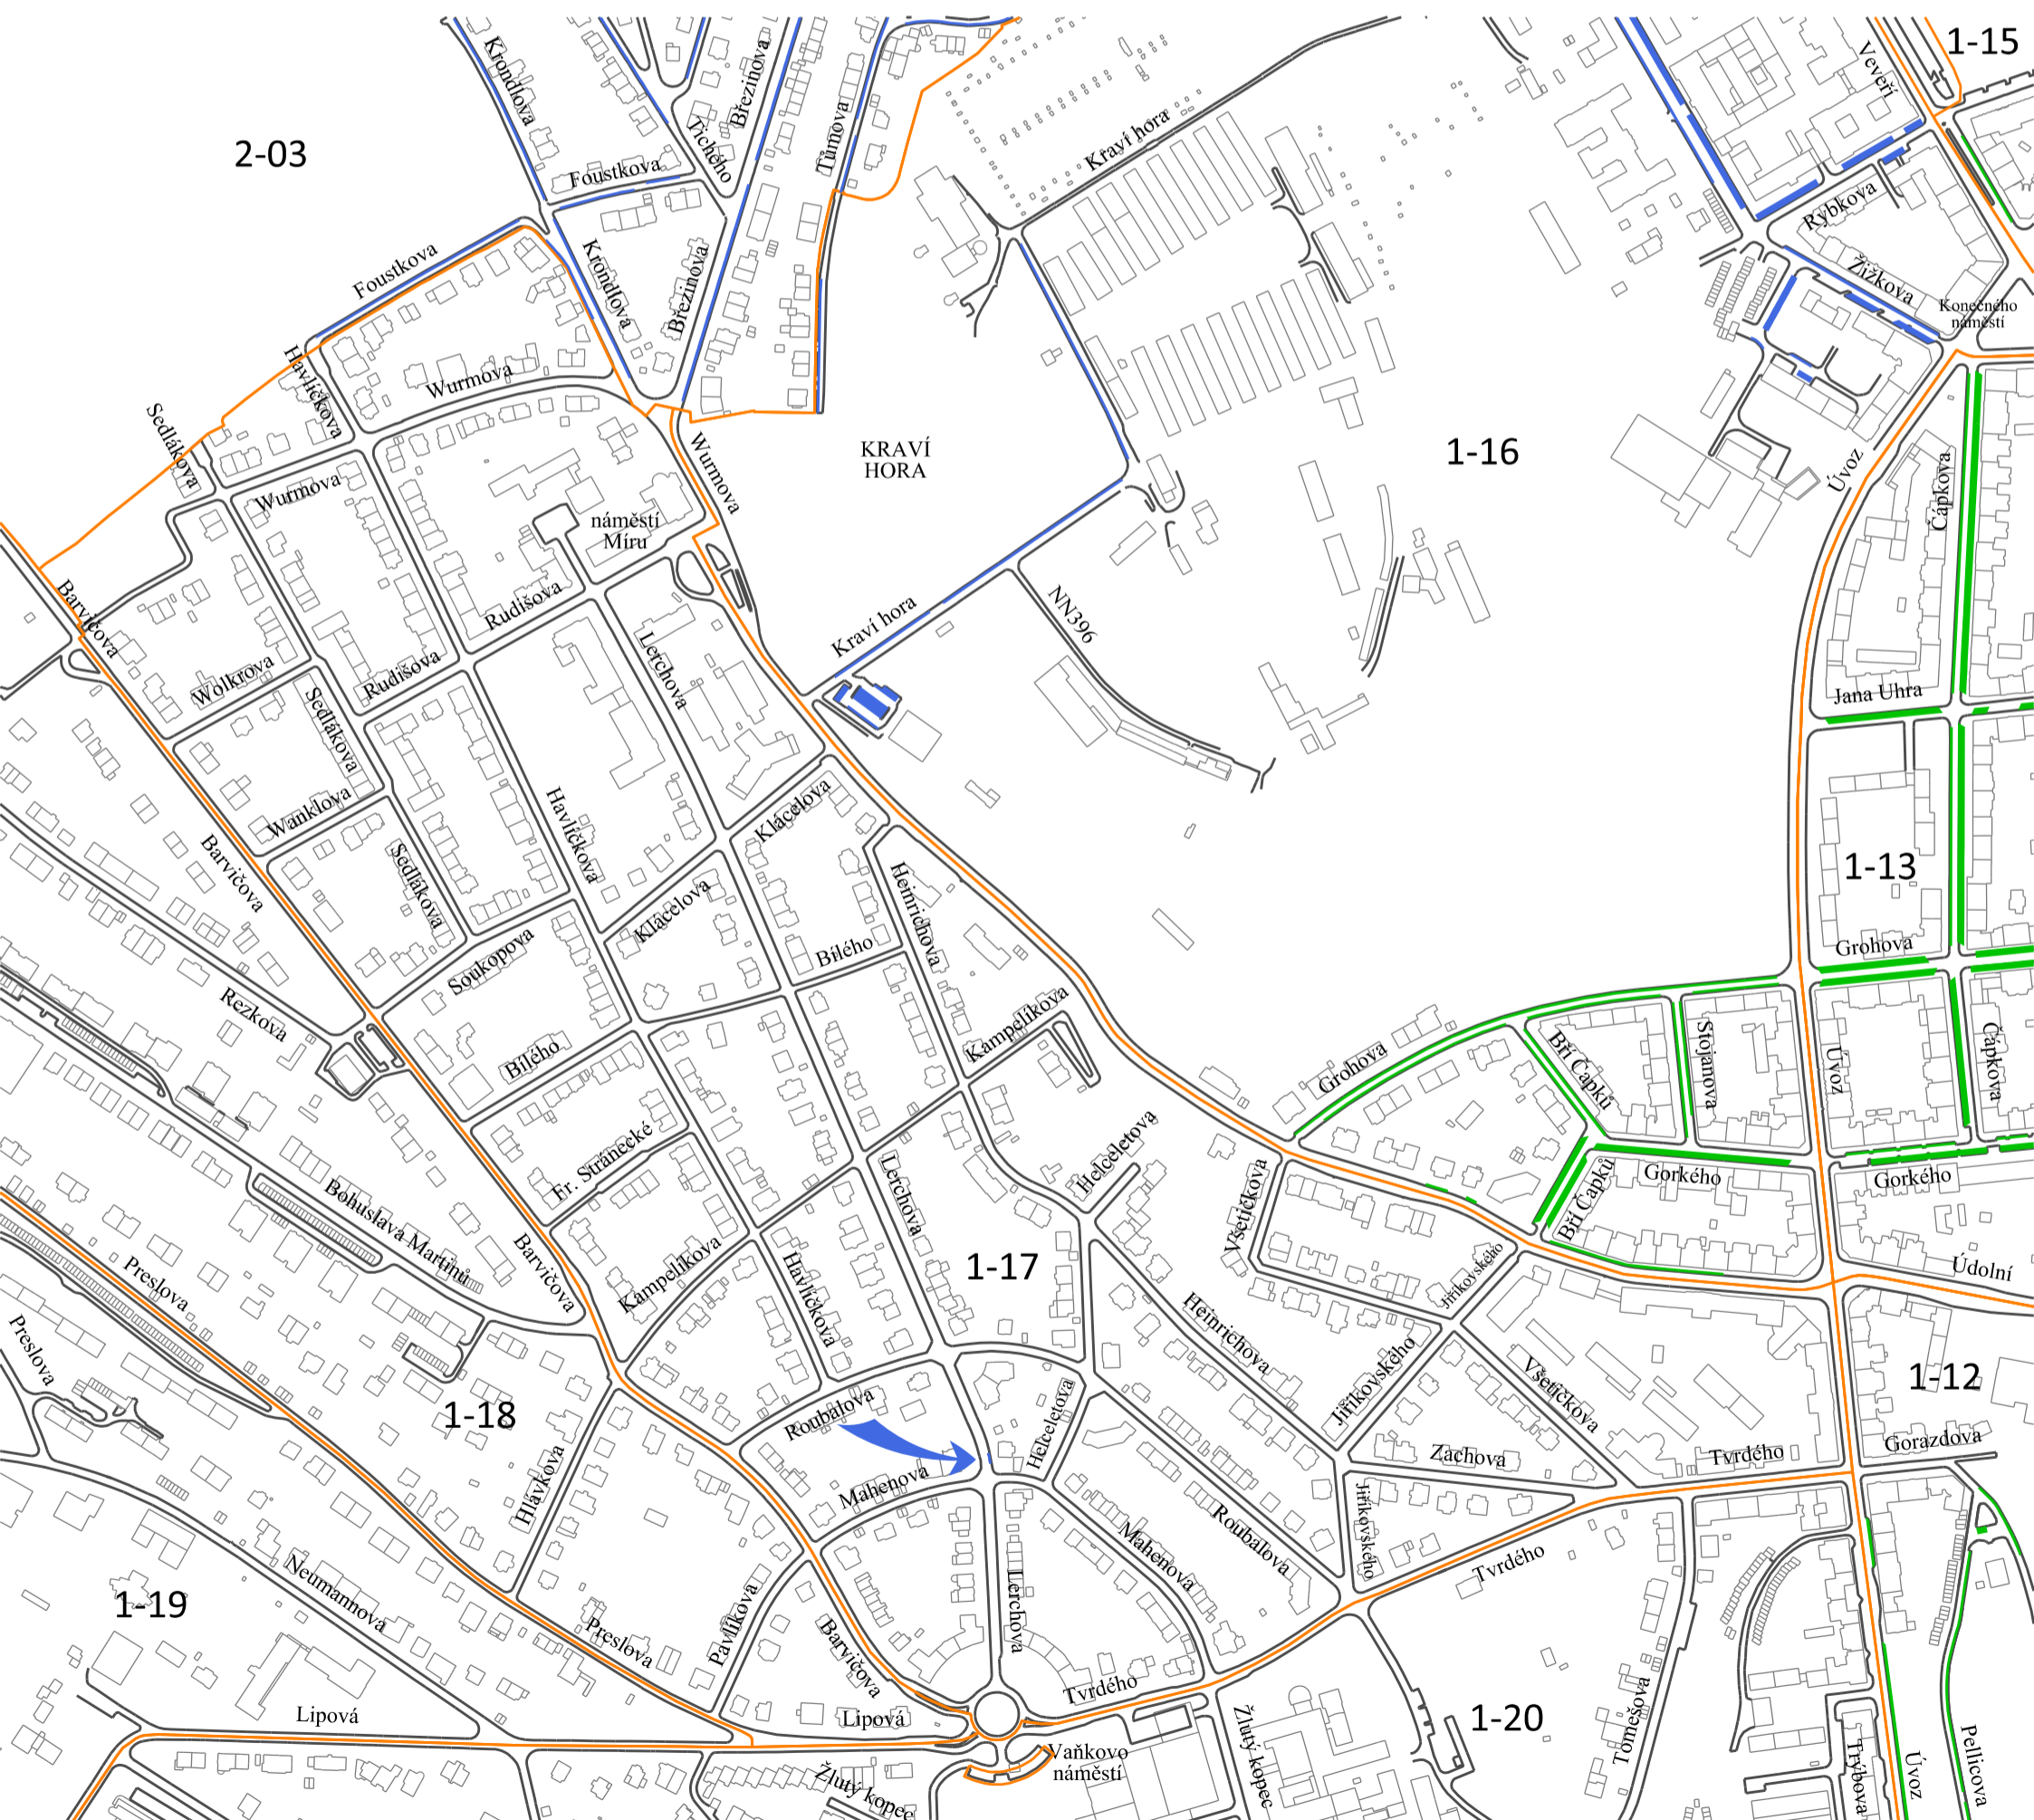 1-15
Veveří
Krondlova
Březinova
Tichého
Tůmova
Kraví hora
2-03
Foustkova
Rybkova
Foustkova
Krondlova
Březinova
Žižkova
Konečného
náměstí
Havlíčkova
Wurmova
Sedlákova
Wurmova
Wurmova
KRAVÍ
HORA
1-16
Úvoz
Čápkova
náměstí
Míru
Barvičova
Rudišova
Kraví hora
NN396
Wolkrova
Rudišova
Lerchova
Sedlákova
Jana Uhra
Wanklova
Havlíčkova
Klácelova
Barvičova
Sedlákova
Klácelova
Heinrichova
1-13
Soukopova
Bílého
Grohova
Rezkova
Bílého
Kampelíkova
Grohova
Bří Čapků
Stojanova
Úvoz
Čápkova
Fr. Stránecké
Helceletova
Všetičkova
Bří Čapků
Gorkého
Gorkého
Bohuslava Martinů
Lerchova
Barvičova
Kampelíkova
Havlíčkova
1-17
Jiříkovského
Údolní
Preslova
Preslova
Heinrichova
Jiříkovského
Všetičkova
1-12
1-18
Roubalova
Helceletova
Zachova
Tvrdého
Gorazdova
Hlávkova
Mahenova
Mahenova
Roubalova
Jiříkovského
Tvrdého
Neumannova
1-19
Preslova
Pavlíkova
Barvičova
Lerchova
Lipová
Lipová
Tvrdého
Žlutý kopec
1-20
Tomešova
Vaňkovo
náměstí
Žlutý kopec
Trýbova
Úvoz
Pellicova